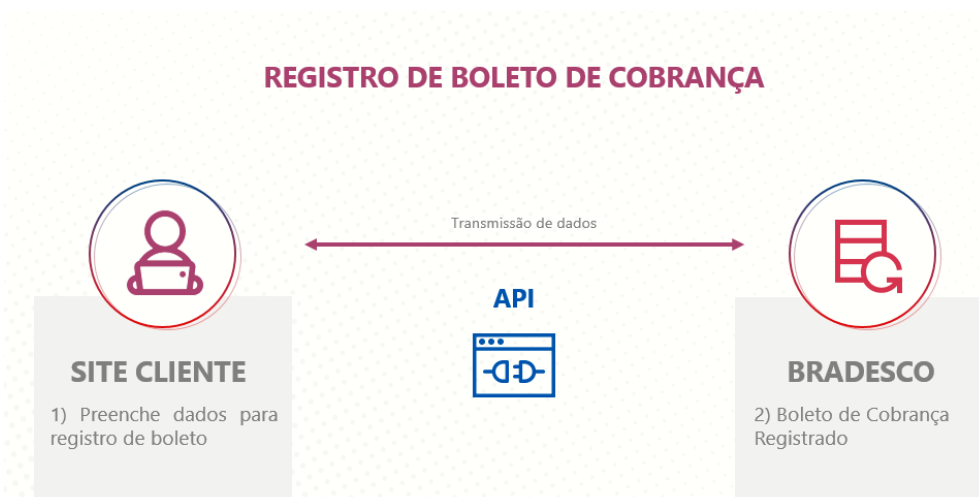 REGISTRO DE BOLETO DE COBRANÇA
Transmissão de dados
API
SITE CLIENTE
1) Preenche dados para
registro de boleto
BRADESCO
2) Boleto de Cobrança
Registrado